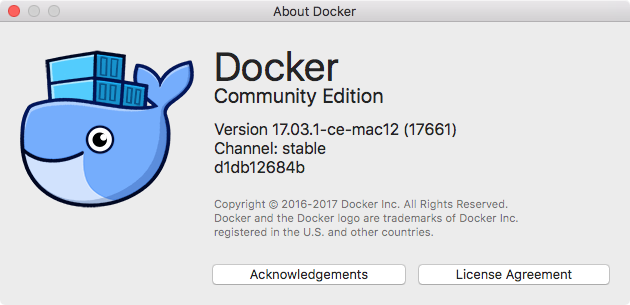 About Docker
Docker
Community Edition
Version 17.03.1-ce-mac12 (17661)
Channel: stable
d1db12684b
Copyright © 2016-2017 Docker Inc. All Rights Reserved.
Docker and the Docker logo are trademarks of Docker Inc.
registered in the U.S. and other countries.
Acknowledgements
License Agreement